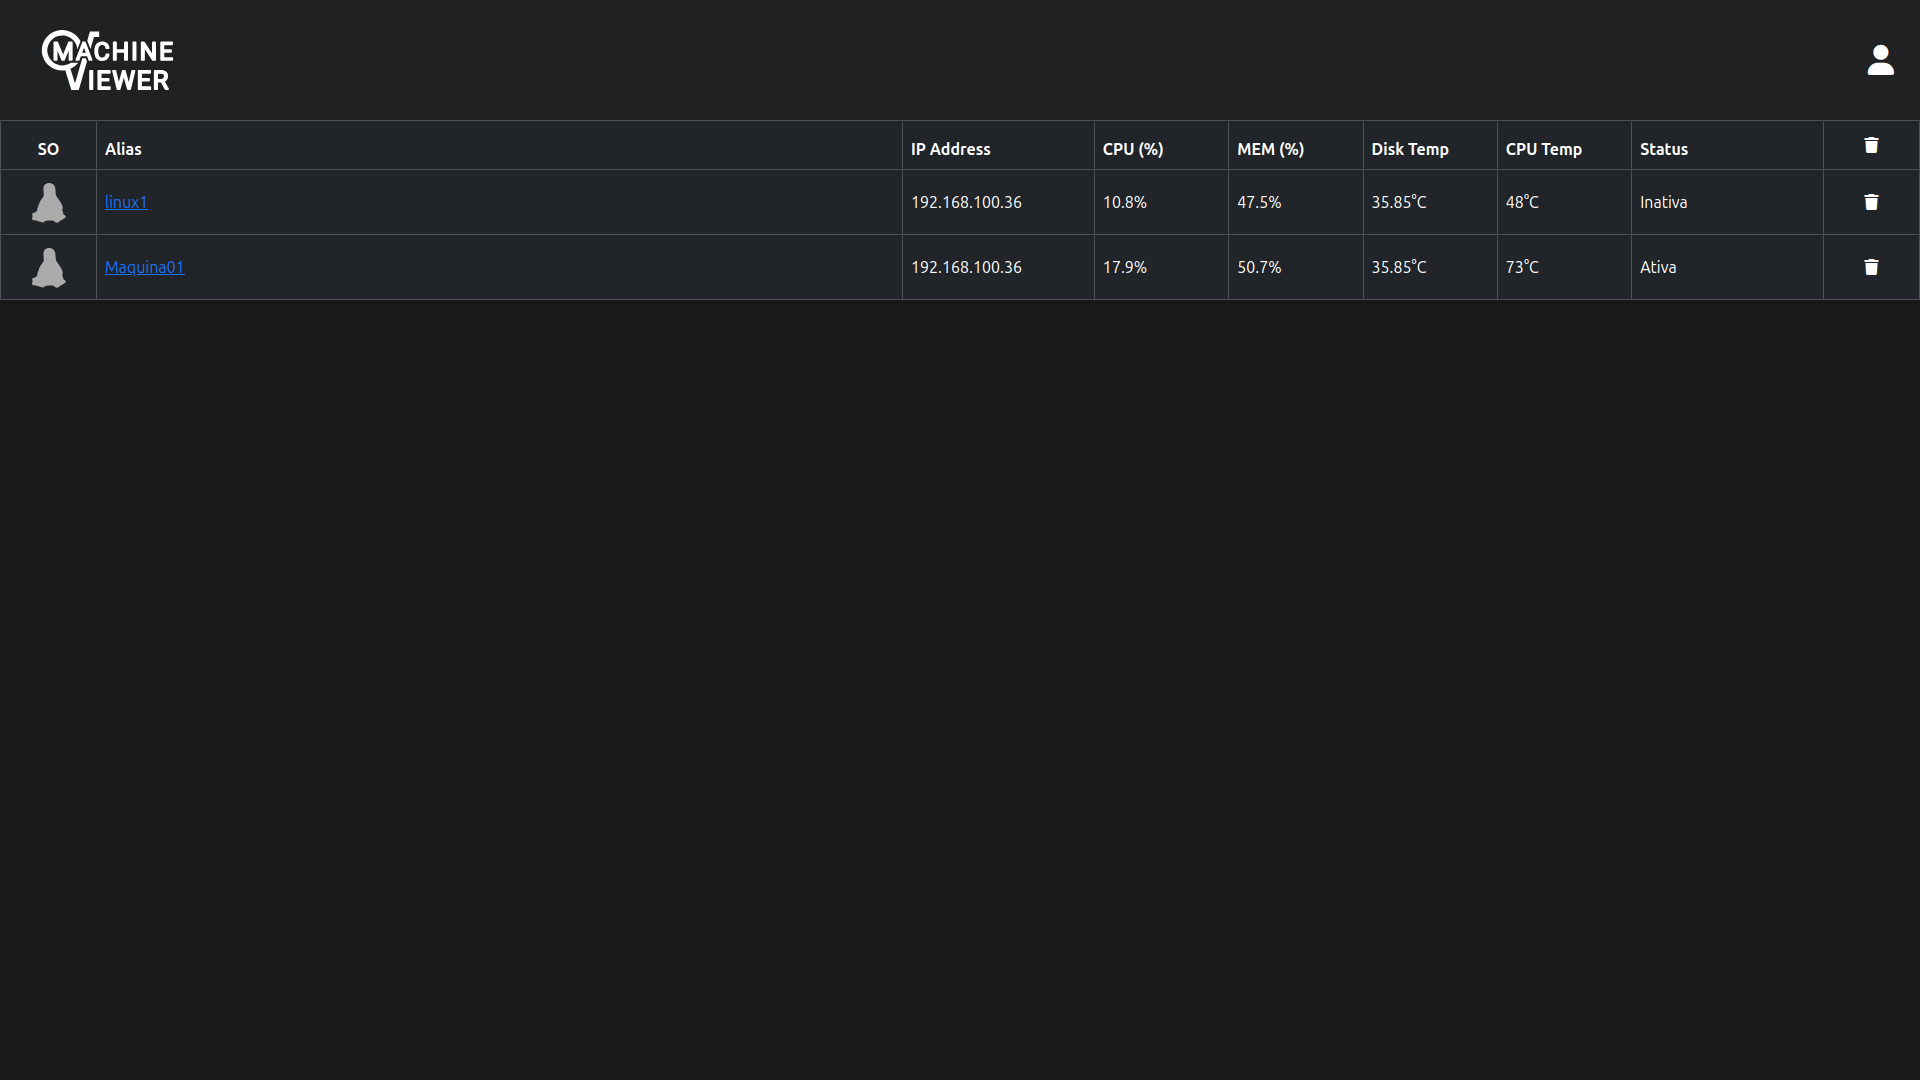 MACHINE
VIEWER
SO Alias IP Address CPU (%) MEM (%) Disk Temp CPU Temp Status
linux1 192.168.100.36 10.8% 47.5% 35.85°C 48°C Inativa
Maquina01 192.168.100.36 17.9% 50.7% 35.85°C 73°C Ativa